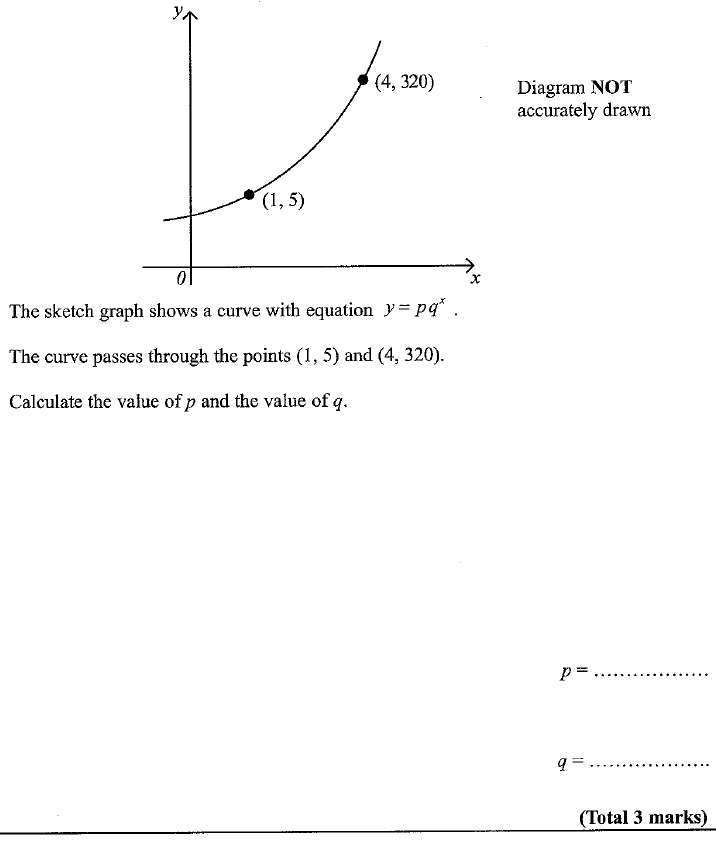 y
(4, 320)
Diagram NOT
accurately drawn
(1, 5)
0
x
The sketch graph shows a curve with equation y = pqˣ .
The curve passes through the points (1, 5) and (4, 320).
Calculate the value of p and the value of q.
p = ..................
q = ...................
(Total 3 marks)